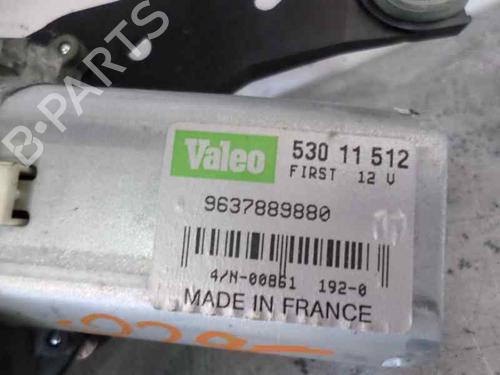 Valeo 530 11 512
FIRST 12 V
9637889880
4/N-00861 192-0
MADE IN FRANCE
B-PARTS